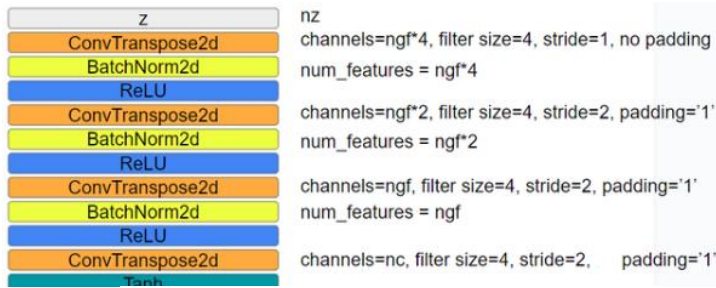 z nz
ConvTranspose2d channels=ngf*4, filter size=4, stride=1, no padding
BatchNorm2d num_features = ngf*4
ReLU
ConvTranspose2d channels=ngf*2, filter size=4, stride=2, padding='1'
BatchNorm2d num_features = ngf*2
ReLU
ConvTranspose2d channels=ngf, filter size=4, stride=2, padding='1'
BatchNorm2d num_features = ngf
ReLU
ConvTranspose2d channels=nc, filter size=4, stride=2, padding='1'
Tanh